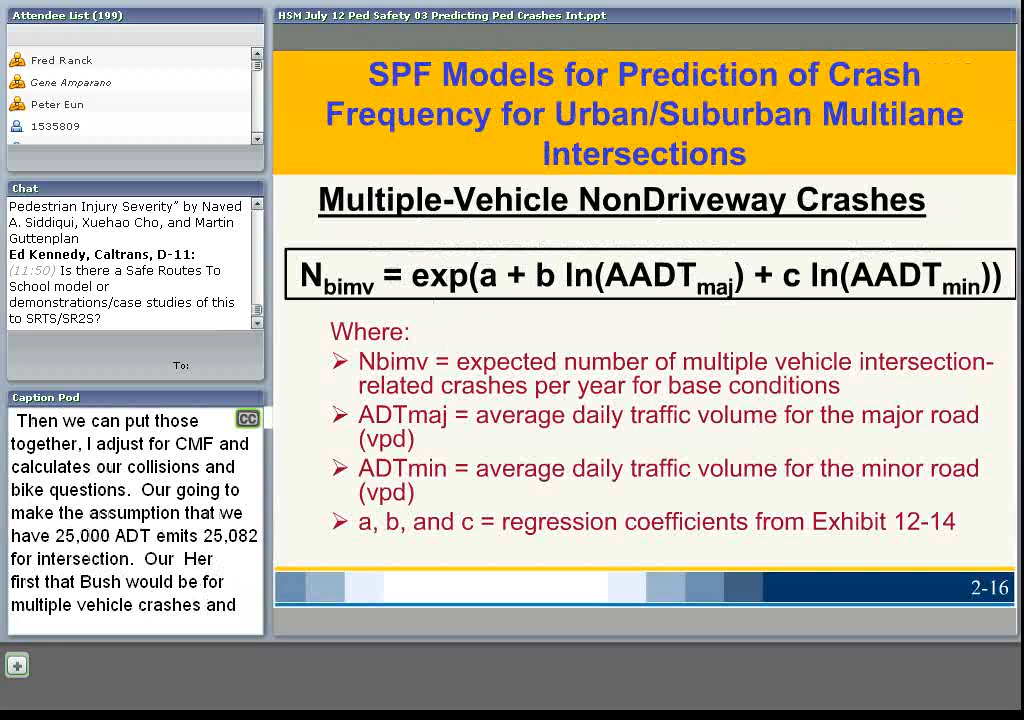 Attendee List (199)
Fred Ranck
Gene Amparano
Peter Eun
1535809
Chat
Pedestrian Injury Severity” by Naved
A. Siddiqui, Xuehao Cho, and Martin
Guttenplan
Ed Kennedy, Caltrans, D-11:
(11:50) Is there a Safe Routes To
School model or
demonstrations/case studies of this
to SRTS/SR2S?
To:
Caption Pod
Then we can put those
together, I adjust for CMF and
calculates our collisions and
bike questions. Our going to
make the assumption that we
have 25,000 ADT emits 25,082
for intersection. Our Her
first that Bush would be for
multiple vehicle crashes and
CC
HSM July 12 Ped Safety 03 Predicting Ped Crashes Int.ppt
SPF Models for Prediction of Crash
Frequency for Urban/Suburban Multilane
Intersections
Multiple-Vehicle NonDriveway Crashes
Nbimv = exp(a + b ln(AADTmaj) + c ln(AADTmin))
Where:
➢ Nbimv = expected number of multiple vehicle intersection-
related crashes per year for base conditions
➢ ADTmaj = average daily traffic volume for the major road
(vpd)
➢ ADTmin = average daily traffic volume for the minor road
(vpd)
➢ a, b, and c = regression coefficients from Exhibit 12-14
2-16